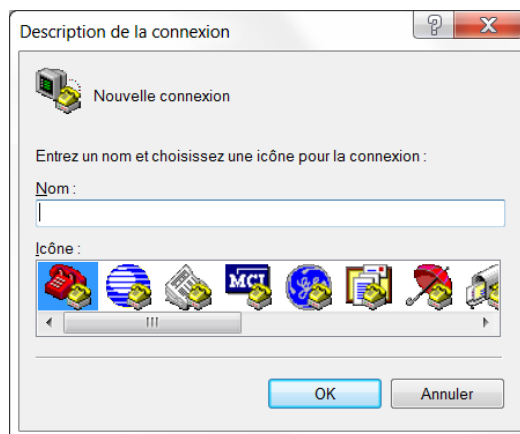 Description de la connexion
Nouvelle connexion
Entrez un nom et choisissez une icône pour la connexion :
Nom :
Icône :
MCI
OK
Annuler